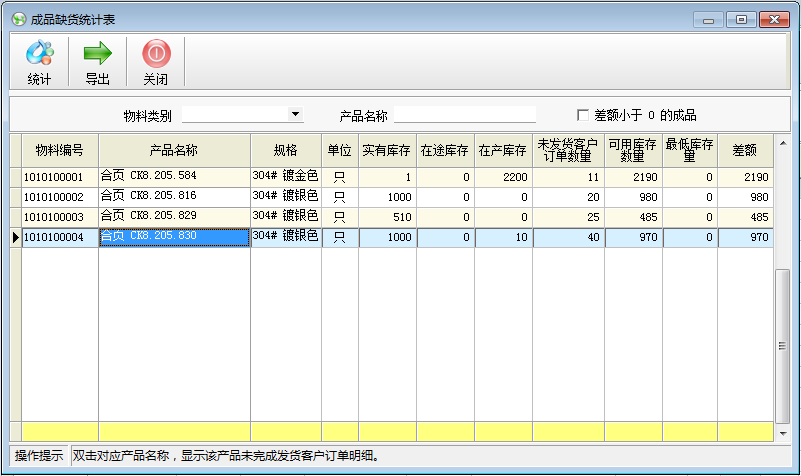 成品缺货统计表
统计 导出 关闭
物料类别 产品名称 差额小于 0 的成品
物料编号 产品名称 规格 单位 实有库存 在途库存 在产库存 未发货客户订单数量 可用库存数量 最低库存量 差额
1010100001 合页 CK8.205.584 304# 镀金色 只 1 0 2200 11 2190 0 2190
1010100002 合页 CK8.205.816 304# 镀银色 只 1000 0 0 20 980 0 980
1010100003 合页 CK8.205.829 304# 镀银色 只 510 0 0 25 485 0 485
1010100004 合页 CK8.205.830 304# 镀银色 只 1000 0 10 40 970 0 970
操作提示 双击对应产品名称，显示该产品未完成发货客户订单明细。